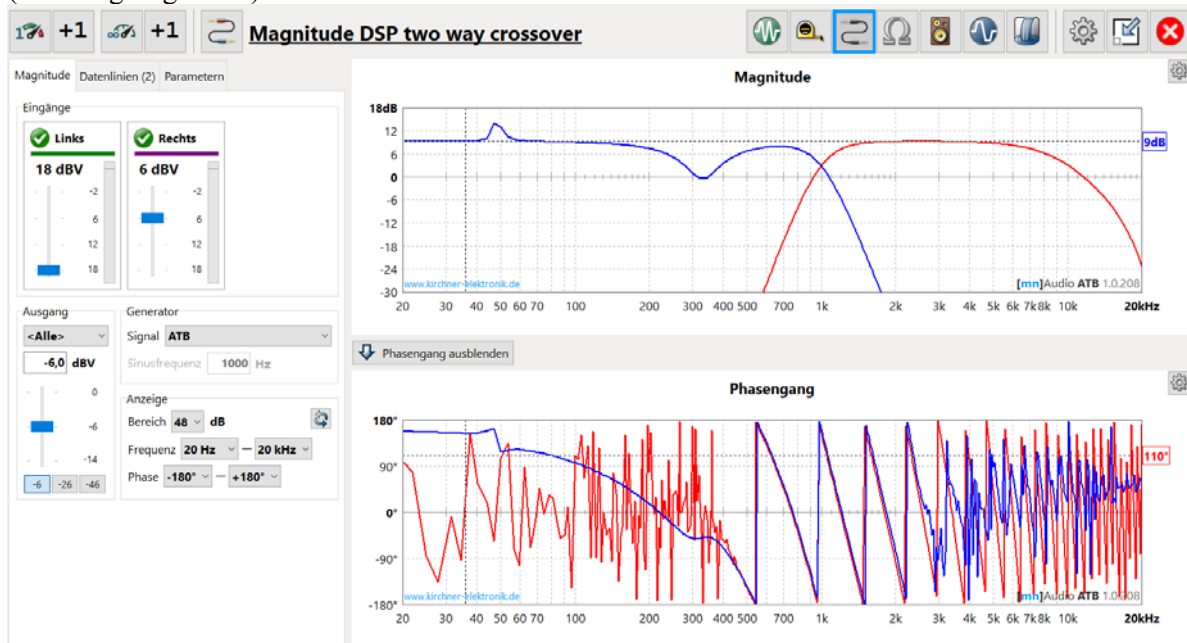 1 +1 ∞ +1 Magnitude DSP two way crossover
Magnitude Datenlinien (2) Parametern
Eingänge
Links Rechts
18 dBV 6 dBV
-2 -2
6 6
12 12
18 18
Ausgang Generator
<Alle> Signal ATB
-6,0 dBV Sinusfrequenz 1000 Hz
0 Anzeige
-6 Bereich 48 dB
Frequenz 20 Hz — 20 kHz
-14 Phase -180° — +180°
-6 -26 -46
Magnitude
18dB
12
9dB
6
0
-6
-12
-18
-24
www.kirchner-elektronik.de [mn]Audio ATB 1.0.208
-30
20 30 40 50 60 70 100 200 300 400 500 700 1k 2k 3k 4k 5k 6k 7k 8k 10k 20kHz
Phasengang ausblenden
Phasengang
180°
110°
90°
0°
-90°
www.kirchner-elektronik.de [mn]Audio ATB 1.0.208
-180°
20 30 40 50 60 70 100 200 300 400 500 700 1k 2k 3k 4k 5k 6k 7k 8k 10k 20kHz